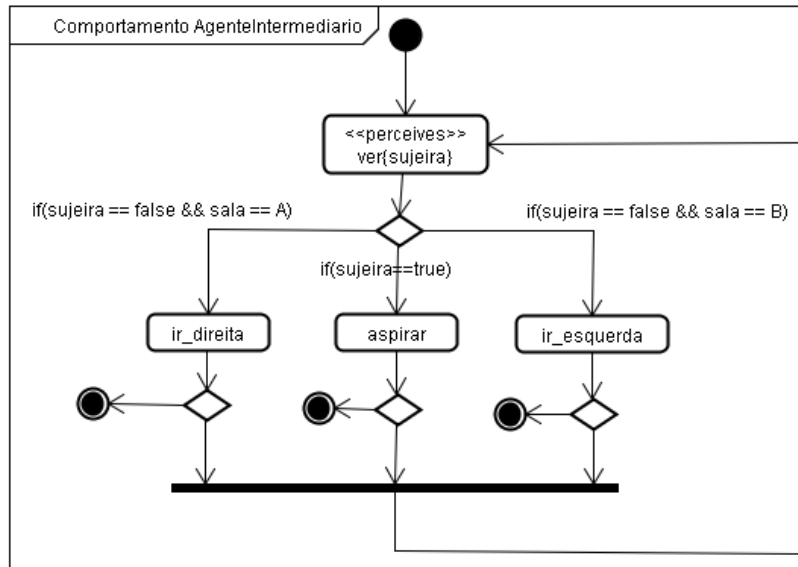 Comportamento AgenteIntermediario
<<perceives>>
ver{sujeira}
if(sujeira == false && sala == A)
if(sujeira == false && sala == B)
if(sujeira==true)
ir_direita
aspirar
ir_esquerda